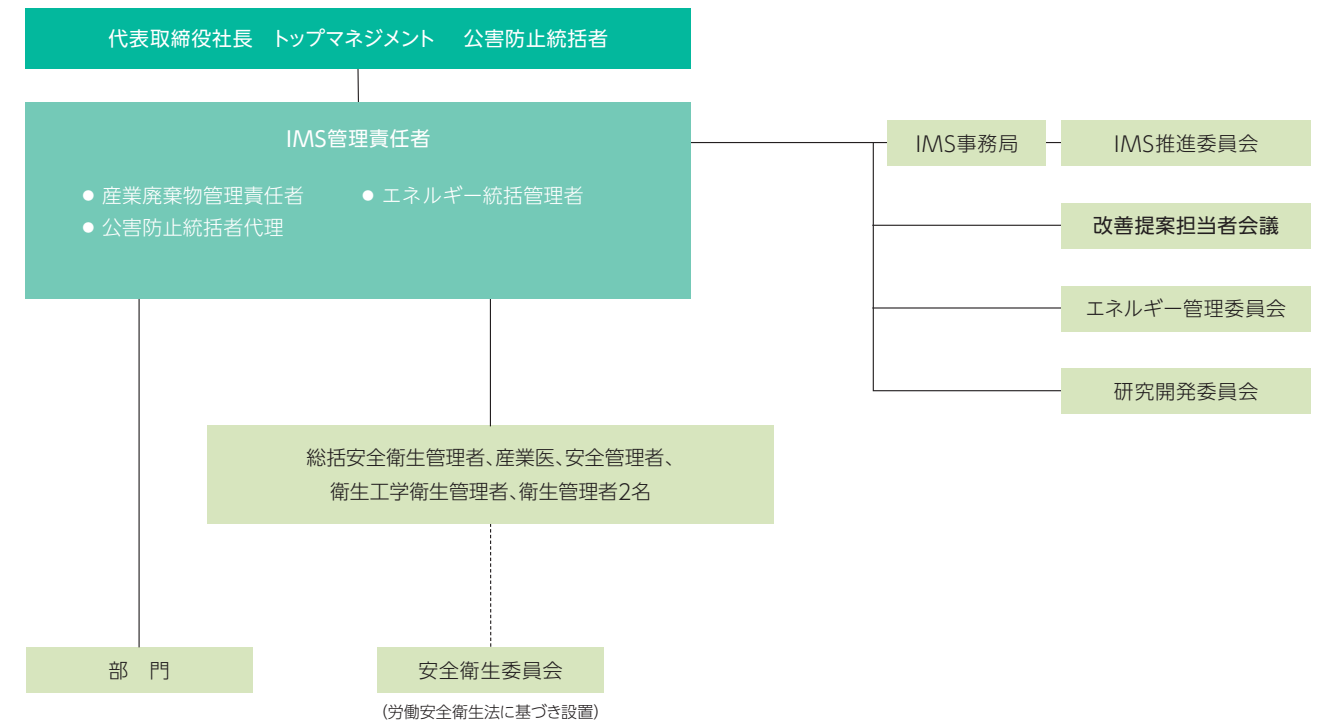 代表取締役社長　トップマネジメント　公害防止統括者
IMS管理責任者
● 産業廃棄物管理責任者　● エネルギー統括管理者
● 公害防止統括者代理
IMS事務局
IMS推進委員会
改善提案担当者会議
エネルギー管理委員会
研究開発委員会
総括安全衛生管理者、産業医、安全管理者、
衛生工学衛生管理者、衛生管理者2名
部　門
安全衛生委員会
(労働安全衛生法に基づき設置)